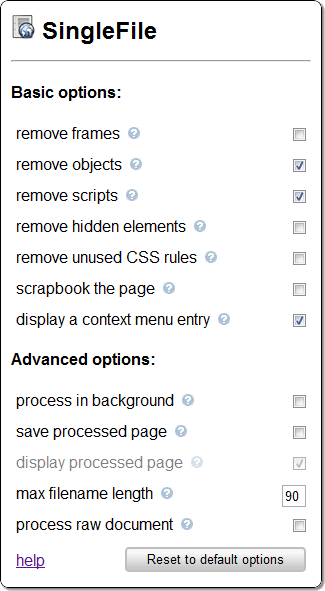 SingleFile
Basic options:
remove frames ?
remove objects ?
remove scripts ?
remove hidden elements ?
remove unused CSS rules ?
scrapbook the page ?
display a context menu entry ?
Advanced options:
process in background ?
save processed page ?
display processed page ?
max filename length ? 90
process raw document ?
help Reset to default options